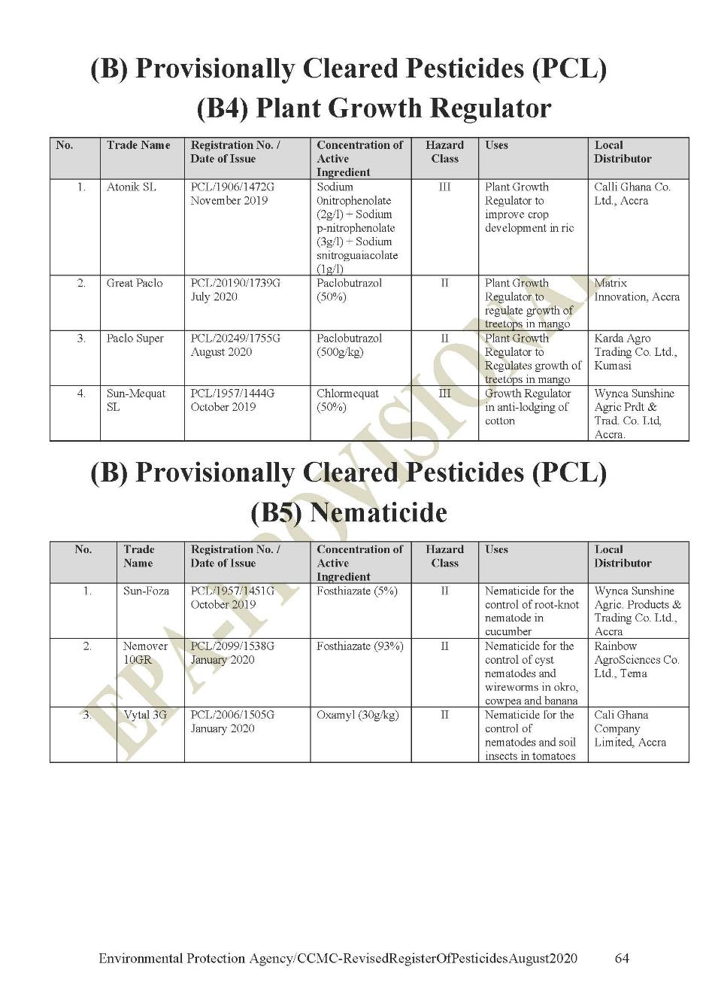 (B) Provisionally Cleared Pesticides (PCL)
(B4) Plant Growth Regulator
No. Trade Name Registration No. / Concentration of Hazard Uses Local
Date of Issue Active Class Distributor
Ingredient
1. Atonik SL PCL/1906/1472G Sodium III Plant Growth Calli Ghana Co.
November 2019 0nitrophenolate Regulator to Ltd., Accra
(2g/l) + Sodium improve crop
p-nitrophenolate development in ric
(3g/l) + Sodium
snitroguaiacolate
(1g/l)
2. Great Paclo PCL/20190/1739G Paclobutrazol II Plant Growth Matrix
July 2020 (50%) Regulator to Innovation, Accra
regulate growth of
treetops in mango
3. Paclo Super PCL/20249/1755G Paclobutrazol II Plant Growth Karda Agro
August 2020 (500g/kg) Regulator to Trading Co. Ltd.,
Regulates growth of Kumasi
treetops in mango
4. Sun-Mequat PCL/1957/1444G Chlormequat III Growth Regulator Wynca Sunshine
SL October 2019 (50%) in anti-lodging of Agric Prdt &
cotton Trad. Co. Ltd,
Accra.
(B) Provisionally Cleared Pesticides (PCL)
(B5) Nematicide
No. Trade Registration No. / Concentration of Hazard Uses Local
Name Date of Issue Active Class Distributor
Ingredient
1. Sun-Foza PCL/1957/1451G Fosthiazate (5%) II Nematicide for the Wynca Sunshine
October 2019 control of root-knot Agric. Products &
nematode in Trading Co. Ltd.,
cucumber Accra
2. Nemover PCL/2099/1538G Fosthiazate (93%) II Nematicide for the Rainbow
10GR January 2020 control of cyst AgroSciences Co.
nematodes and Ltd., Tema
wireworms in okro,
cowpea and banana
3. Vytal 3G PCL/2006/1505G Oxamyl (30g/kg) II Nematicide for the Cali Ghana
January 2020 control of Company
nematodes and soil Limited, Accra
insects in tomatoes
EPA-PROVISIONAL
Environmental Protection Agency/CCMC-RevisedRegisterOfPesticidesAugust2020 64